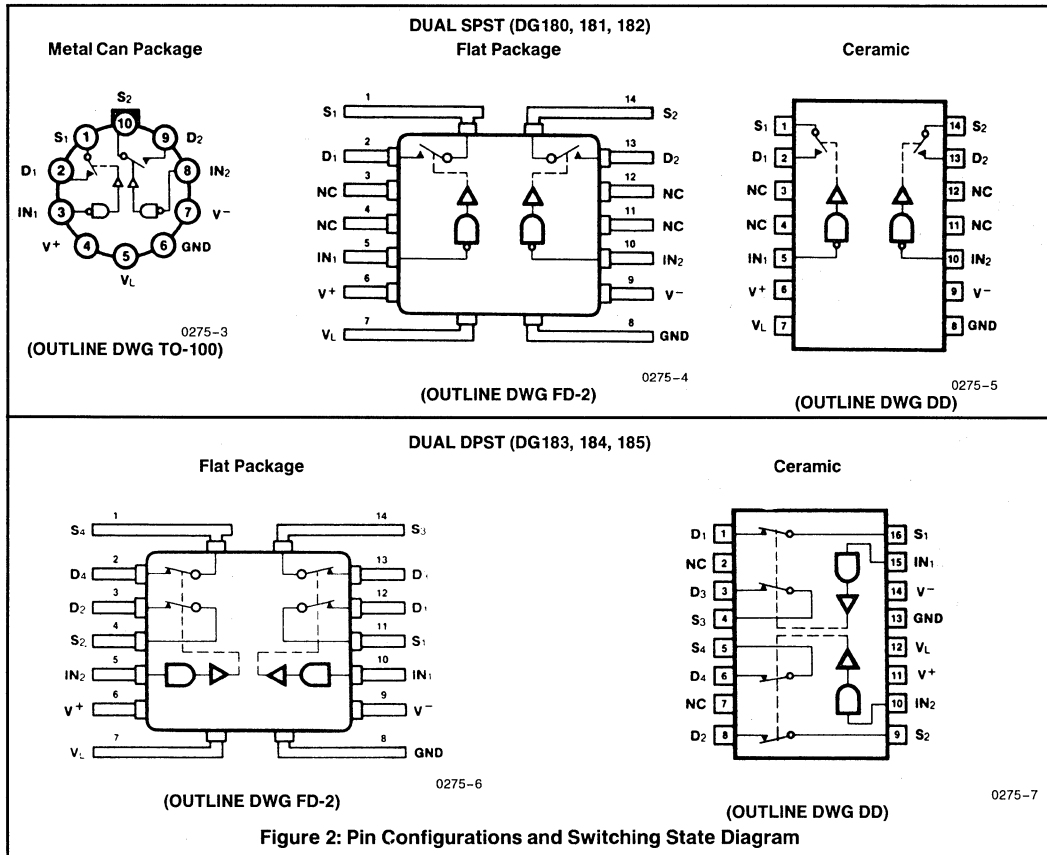 DUAL SPST (DG180, 181, 182)
Metal Can Package
Flat Package
Ceramic
S2
10
S1
1
9
D2
D1
2
8
IN2
IN1
3
7
V−
V+
4
5
6
GND
VL
0275–3
(OUTLINE DWG TO-100)
1
S1
14
S2
2
D1
13
D2
3
NC
12
NC
4
NC
11
NC
5
IN1
10
IN2
6
V+
9
V−
7
VL
8
GND
0275–4
(OUTLINE DWG FD-2)
S1 1
14 S2
D1 2
13 D2
NC 3
12 NC
NC 4
11 NC
IN1 5
10 IN2
V+ 6
9 V−
VL 7
8 GND
0275–5
(OUTLINE DWG DD)
DUAL DPST (DG183, 184, 185)
Flat Package
Ceramic
1
S4
14
S3
2
D4
13
3
D2
12
D1
4
S2
11
S1
5
IN2
10
IN1
6
V+
9
V−
7
VL
8
GND
0275–6
(OUTLINE DWG FD-2)
D1 1
16 S1
NC 2
15 IN1
D3 3
14 V−
S3 4
13 GND
S4 5
12 VL
D4 6
11 V+
NC 7
10 IN2
D2 8
9 S2
0275–7
(OUTLINE DWG DD)
Figure 2: Pin Configurations and Switching State Diagram